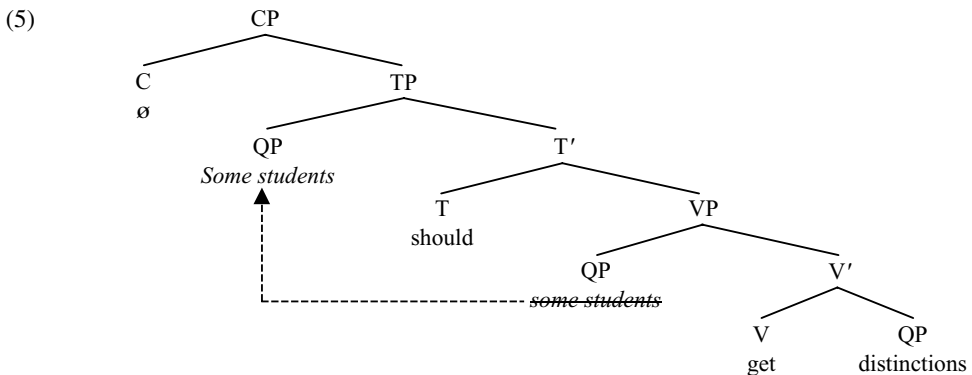 (5)
CP
C
ø
TP
QP
Some students
T′
T
should
VP
QP
some students
V′
V
get
QP
distinctions